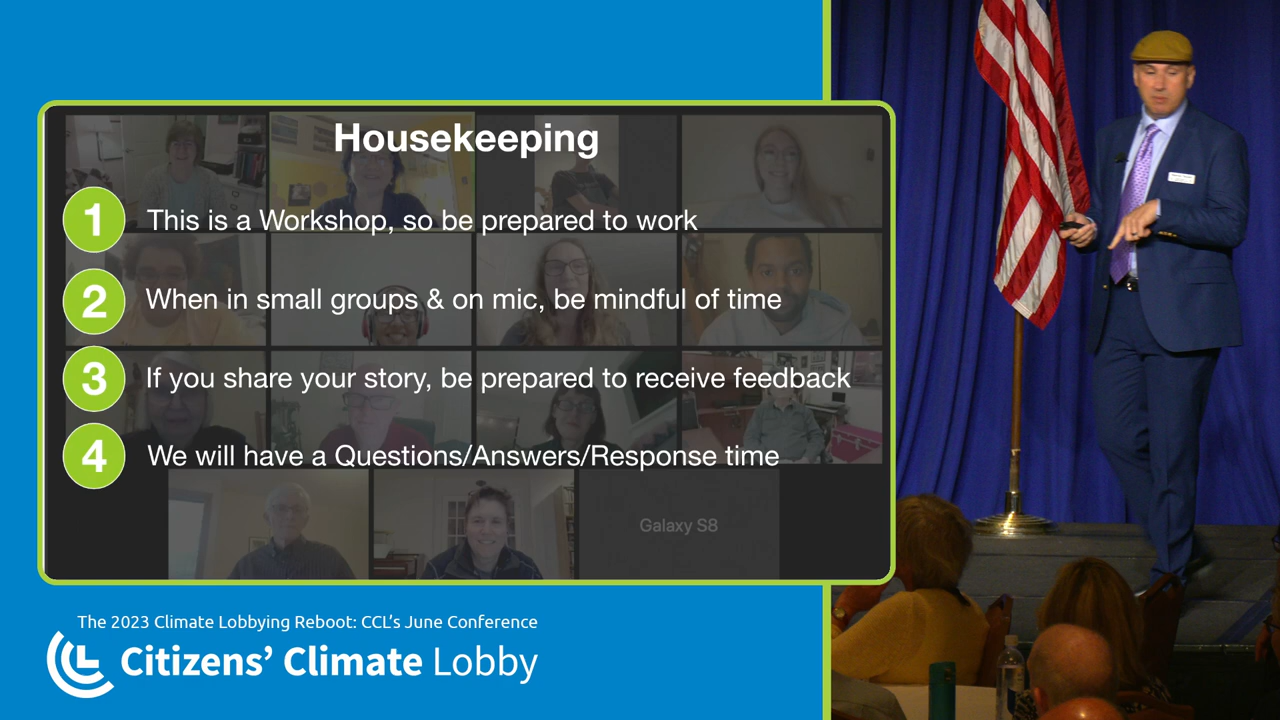 Housekeeping
1 This is a Workshop, so be prepared to work
2 When in small groups & on mic, be mindful of time
3 If you share your story, be prepared to receive feedback
4 We will have a Questions/Answers/Response time
Galaxy S8
The 2023 Climate Lobbying Reboot: CCL's June Conference
Citizens' Climate Lobby